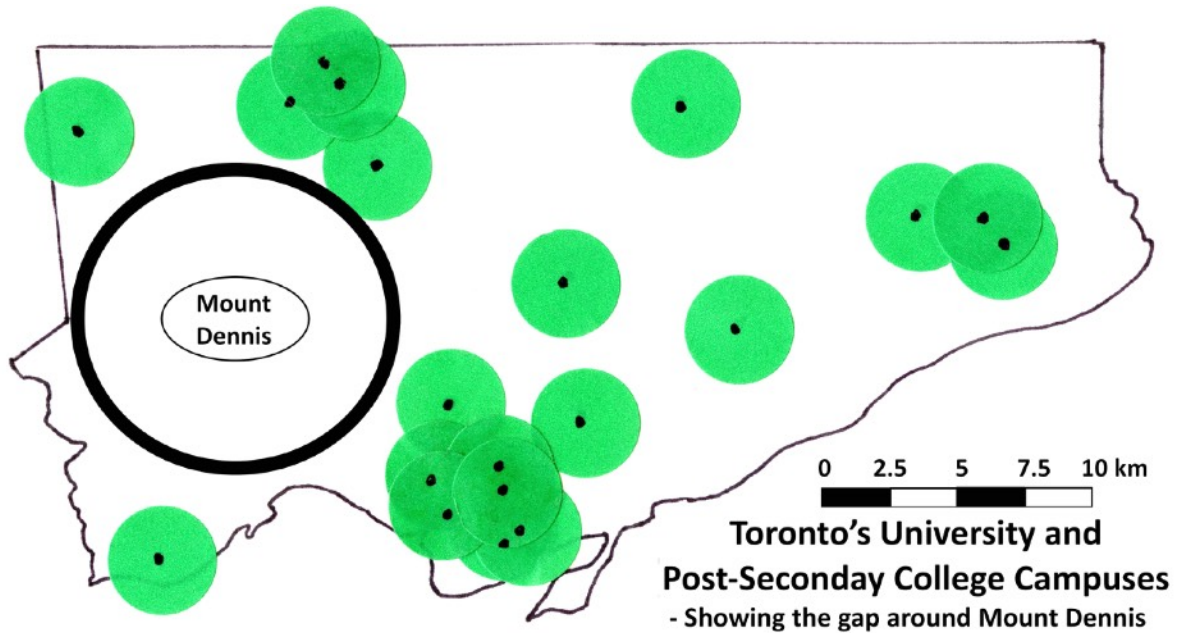 Mount
Dennis
0 2.5 5 7.5 10 km
Toronto's University and
Post-Seconday College Campuses
- Showing the gap around Mount Dennis